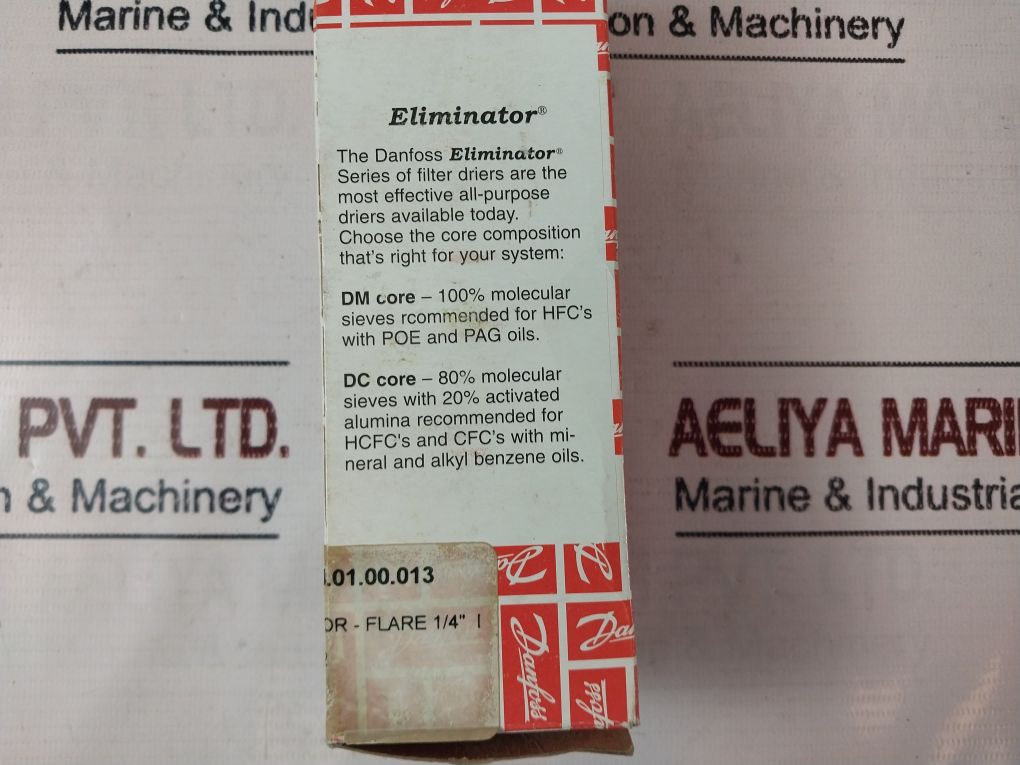 Marine & Indu
on & Machinery
Eliminator®
The Danfoss Eliminator®
Series of filter driers are the
most effective all-purpose
driers available today.
Choose the core composition
that's right for your system:
DM core – 100% molecular
sieves rcommended for HFC's
with POE and PAG oils.
DC core – 80% molecular
sieves with 20% activated
alumina recommended for
HCFC's and CFC's with mi-
neral and alkyl benzene oils.
PVT. LTD.
n & Machinery
AELIYA MARI
Marine & Industria
.01.00.013
OR - FLARE 1/4" I
Danfoss
Dan